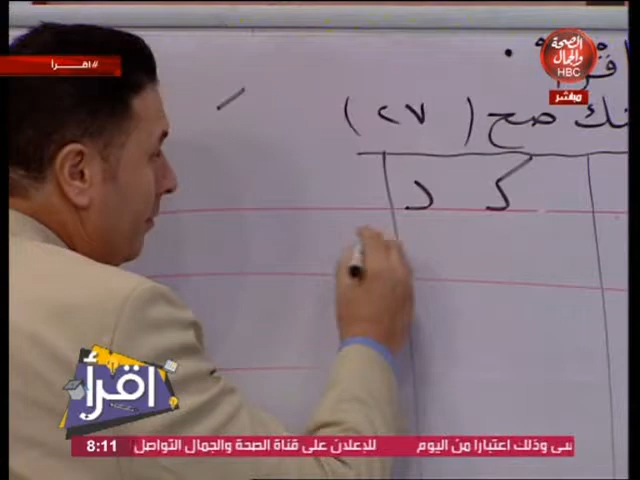 اقرأ
الصحة والجمال
HBC
مباشر
#اقـــرأ
صح ( ٢٧ )
د
اقرأ
سى وذلك اعتبارا من اليوم
للإعلان على قناة الصحة والجمال التواصل
8:11